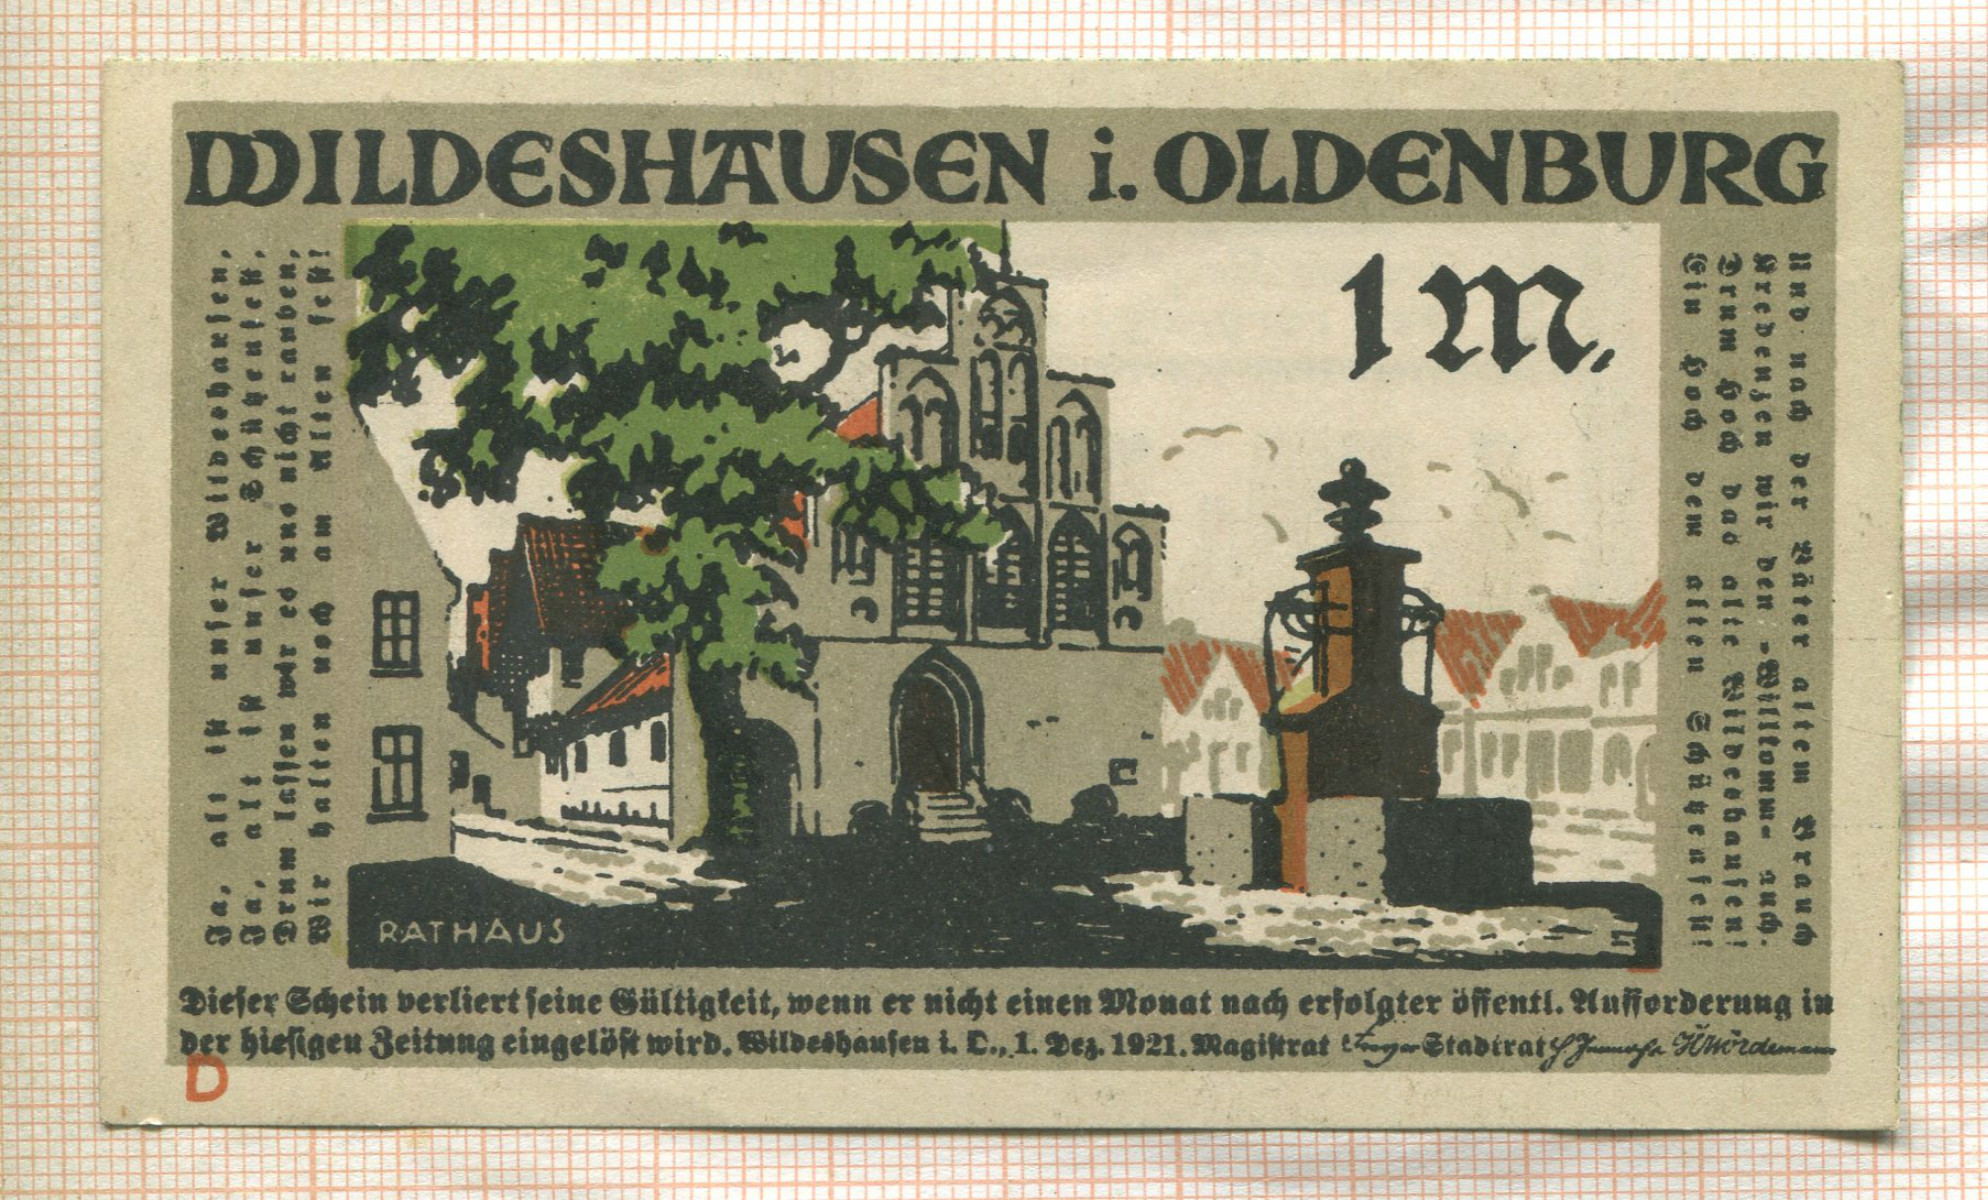 WILDESHAUSEN i. OLDENBURG
1 M.
Ja, alt ist unser Wildeshausen,
Ja, alt ist unser Schützenfest,
Drum lassen wir es uns nicht rauben,
Wir halten noch am Alten fest!
Und nach der Väter altem Brauch
Kredenzen wir den „Willkomm“ auch.
Drum hoch das alte Wildeshausen!
Ein Hoch dem alten Schützenfest!
RATHAUS
Dieser Schein verliert seine Gültigkeit, wenn er nicht einen Monat nach erfolgter öffentl. Aufforderung in
der hiesigen Zeitung eingelöst wird. Wildeshausen i. O., 1. Dez. 1921. Magistrat Stadtrat
D